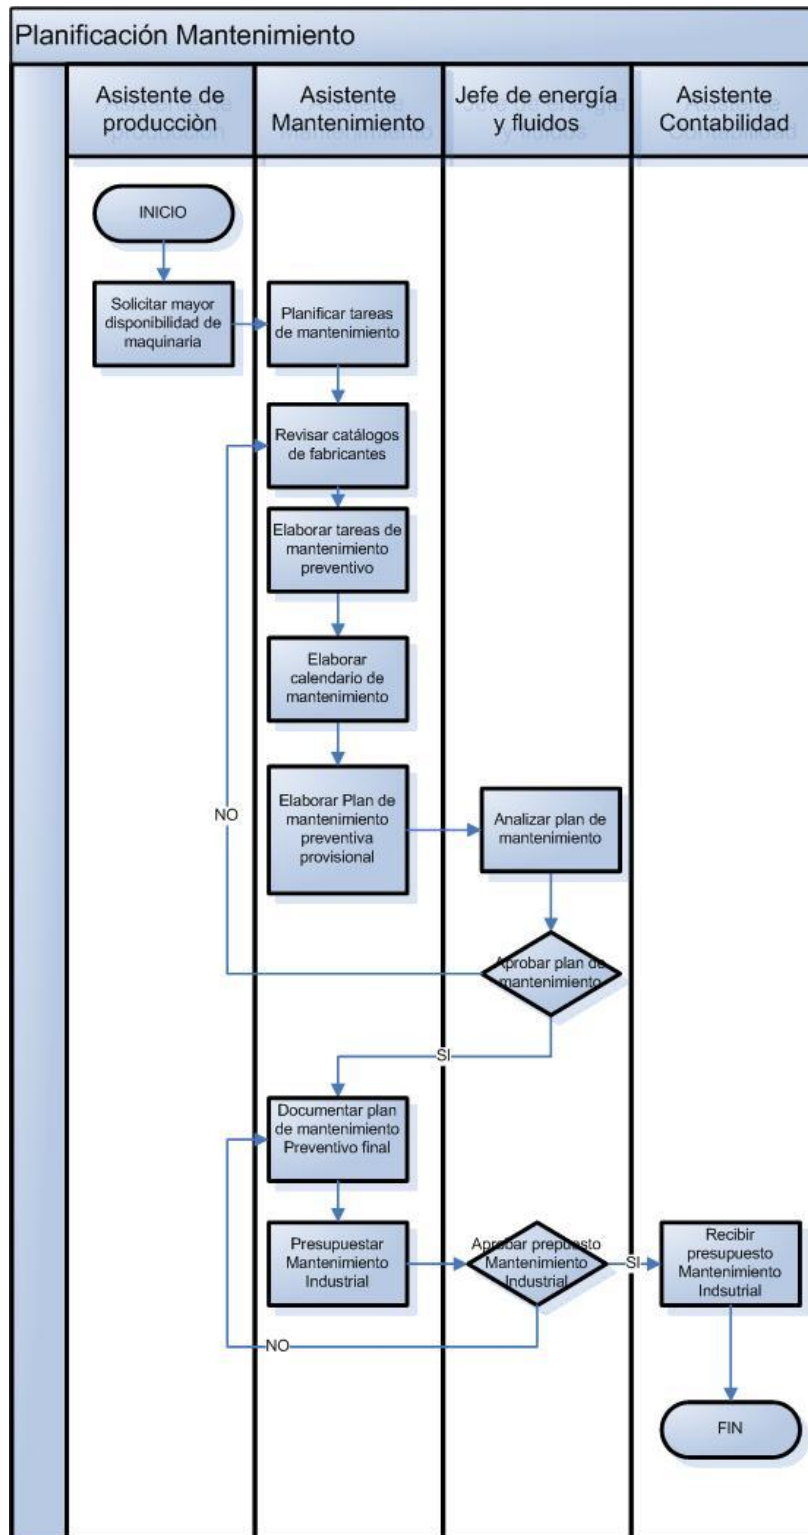 Planificación Mantenimiento
Asistente de
producciòn
Asistente
Mantenimiento
Jefe de energía
y fluidos
Asistente
Contabilidad
INICIO
Solicitar mayor
disponibilidad de
maquinaria
Planificar tareas
de mantenimiento
Revisar catálogos
de fabricantes
Elaborar tareas de
mantenimiento
preventivo
Elaborar
calendario de
mantenimiento
Elaborar Plan de
mantenimiento
preventiva
provisional
Analizar plan de
mantenimiento
NO
Aprobar plan de
mantenimiento
SI
Documentar plan
de mantenimiento
Preventivo final
Presupuestar
Mantenimiento
Industrial
Aprobar prepuesto
Mantenimiento
Industrial
SI
Recibir
presupuesto
Mantenimiento
Indsutrial
NO
FIN